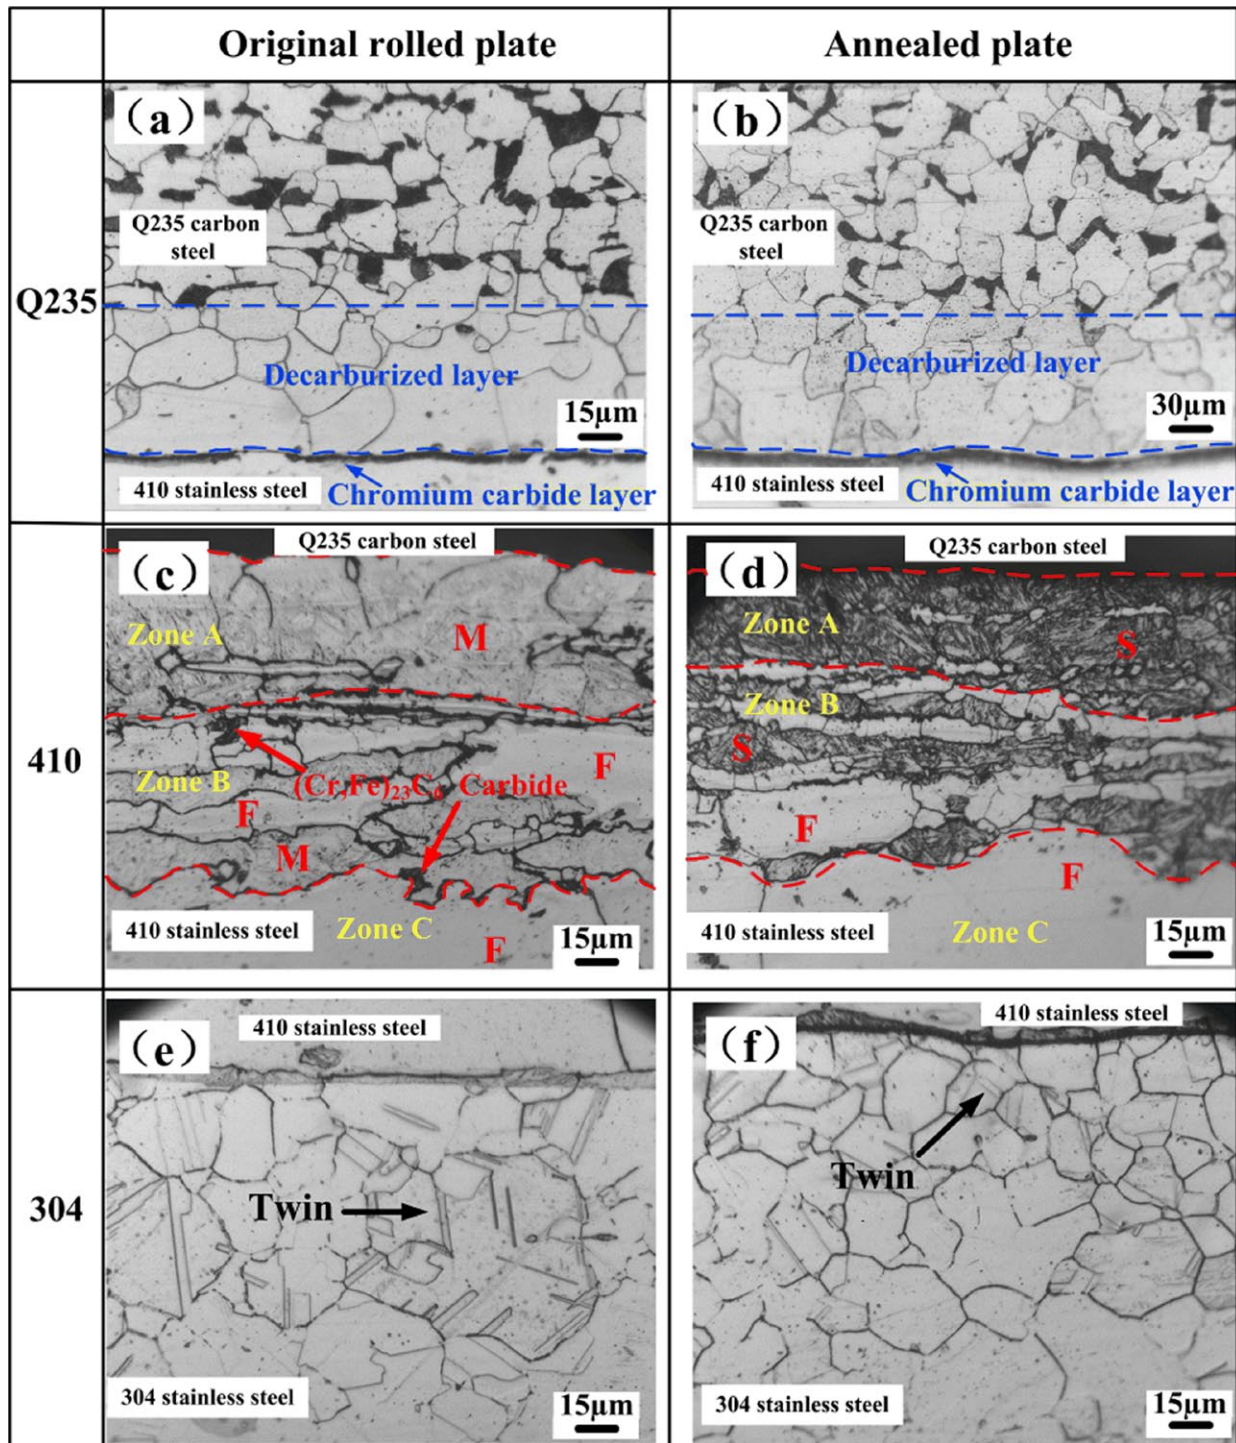 Original rolled plate
Annealed plate
Q235
(a)
Q235 carbon
steel
Decarburized layer
15μm
410 stainless steel
Chromium carbide layer
(b)
Q235 carbon
steel
Decarburized layer
30μm
410 stainless steel
Chromium carbide layer
410
Q235 carbon steel
(c)
Zone A
M
Zone B
F
(Cr,Fe)23C6 Carbide
F
M
410 stainless steel
Zone C
F
15μm
Q235 carbon steel
(d)
Zone A
S
Zone B
S
F
F
410 stainless steel
Zone C
15μm
304
410 stainless steel
(e)
Twin
304 stainless steel
15μm
410 stainless steel
(f)
Twin
304 stainless steel
15μm